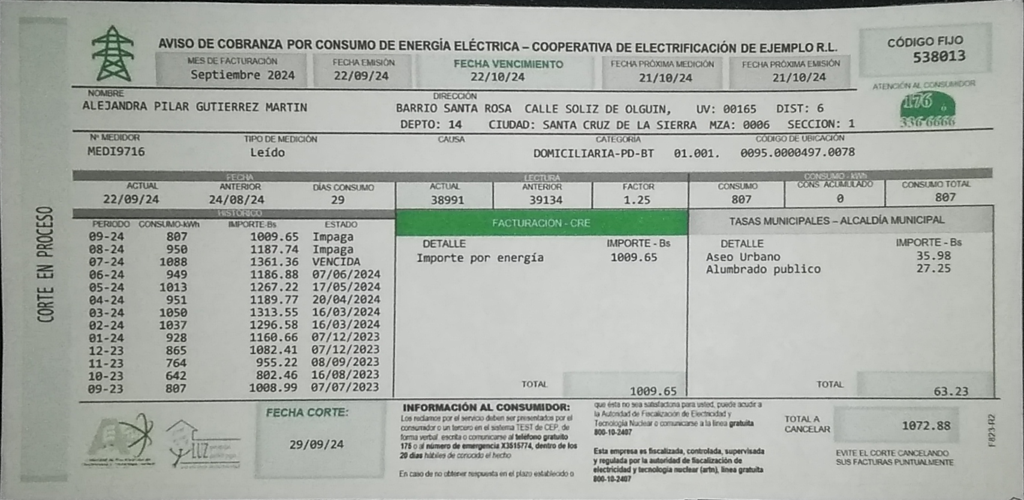 AVISO DE COBRANZA POR CONSUMO DE ENERGÍA ELÉCTRICA – COOPERATIVA DE ELECTRIFICACIÓN DE EJEMPLO R.L.
CÓDIGO FIJO
538013
MES DE FACTURACIÓN FECHA EMISIÓN FECHA VENCIMIENTO FECHA PRÓXIMA MEDICIÓN FECHA PRÓXIMA EMISIÓN
Septiembre 2024 22/09/24 22/10/24 21/10/24 21/10/24
ATENCIÓN AL CONSUMIDOR
176
336 6666
NOMBRE DIRECCIÓN
ALEJANDRA PILAR GUTIERREZ MARTIN BARRIO SANTA ROSA CALLE SOLIZ DE OLGUIN, UV: 00165 DIST: 6
DEPTO: 14 CIUDAD: SANTA CRUZ DE LA SIERRA MZA: 0006 SECCION: 1
Nº MEDIDOR TIPO DE MEDICIÓN CAUSA CATEGORÍA CÓDIGO DE UBICACIÓN
MEDI9716 Leído DOMICILIARIA-PD-BT 01.001. 0095.0000497.0078
FECHA LECTURA CONSUMO - kWh
ACTUAL ANTERIOR DÍAS CONSUMO ACTUAL ANTERIOR FACTOR CONSUMO CONS ACUMULADO CONSUMO TOTAL
22/09/24 24/08/24 29 38991 39134 1.25 807 0 807
CORTE EN PROCESO
HISTÓRICO
PERIODO CONSUMO-kWh IMPORTE-Bs ESTADO
09-24 807 1009.65 Impaga
08-24 950 1187.74 Impaga
07-24 1088 1361.36 VENCIDA
06-24 949 1186.88 07/06/2024
05-24 1013 1267.22 17/05/2024
04-24 951 1189.77 20/04/2024
03-24 1050 1313.55 16/03/2024
02-24 1037 1296.58 16/03/2024
01-24 928 1160.66 07/12/2023
12-23 865 1082.41 07/12/2023
11-23 764 955.22 08/09/2023
10-23 642 802.46 16/08/2023
09-23 807 1008.99 07/07/2023
FACTURACIÓN - CRE
DETALLE IMPORTE - Bs
Importe por energía 1009.65
TOTAL 1009.65
TASAS MUNICIPALES – ALCALDÍA MUNICIPAL
DETALLE IMPORTE - Bs
Aseo Urbano 35.98
Alumbrado publico 27.25
TOTAL 63.23
LUZ
FECHA CORTE:
29/09/24
INFORMACIÓN AL CONSUMIDOR:
Los reclamos por el servicio deben ser presentados por el
consumidor o un tercero en el sistema TEST de CEP, de
forma verbal, escrita o comunicarse al teléfono gratuito
176 o al número de emergencia X3515774, dentro de los
20 días hábiles de conocido el hecho
En caso de no obtener respuesta en el plazo establecido o
que ésta no sea satisfactoria para usted, puede acudir a
la Autoridad de Fiscalización de Electricidad y
Tecnología Nuclear o comunicarse a la línea gratuita
800-10-2407
Esta empresa es fiscalizada, controlada, supervisada
y regulada por la autoridad de fiscalización de
electricidad y tecnología nuclear (aetn), línea gratuita
800-10-2407
TOTAL A
CANCELAR
1072.88
EVITE EL CORTE CANCELANDO
SUS FACTURAS PUNTUALMENTE
F823-R2